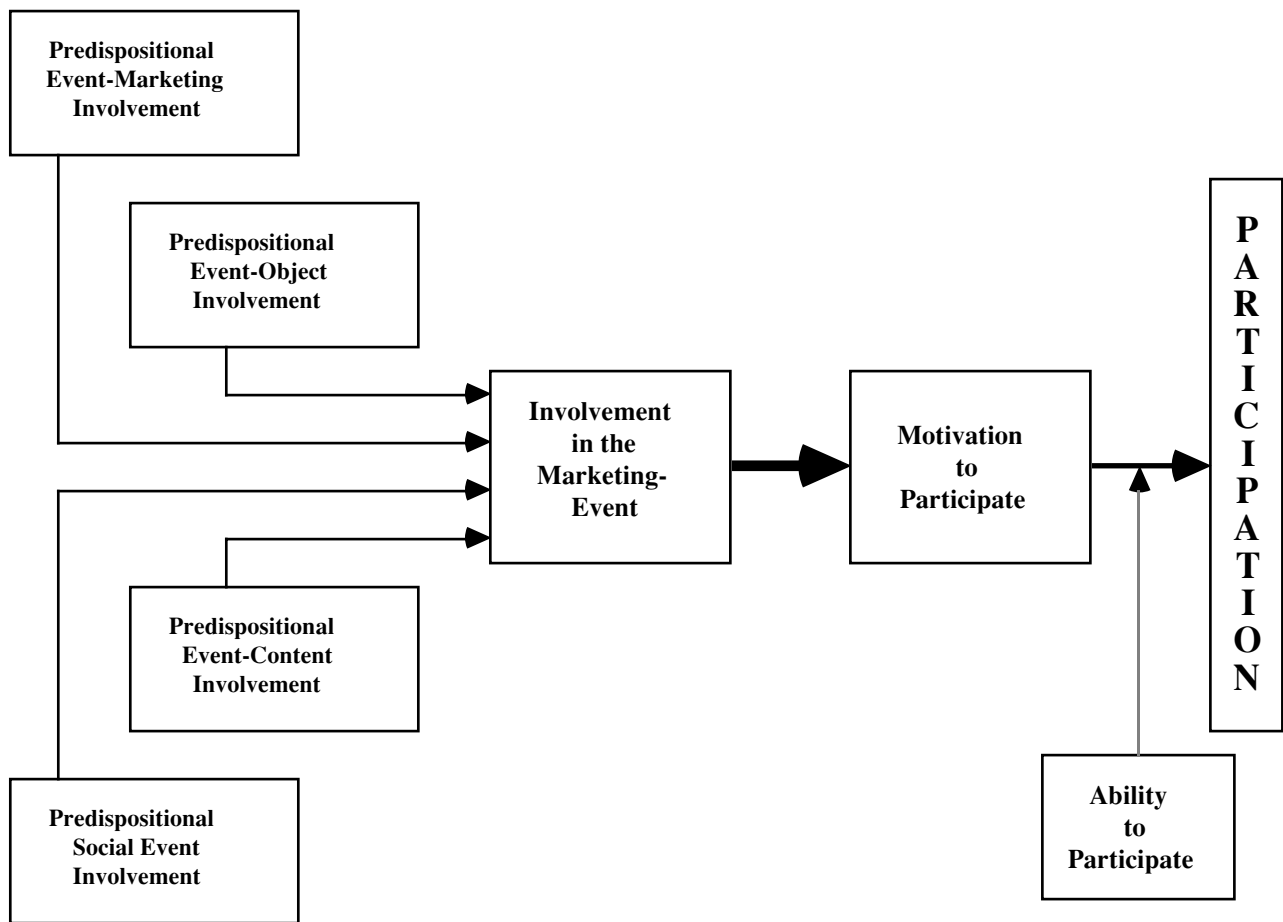 Predispositional
Event-Marketing
Involvement
Predispositional
Event-Object
Involvement
Involvement
in the
Marketing-
Event
Motivation
to
Participate
PARTICIPATION
Predispositional
Event-Content
Involvement
Predispositional
Social Event
Involvement
Ability
to
Participate